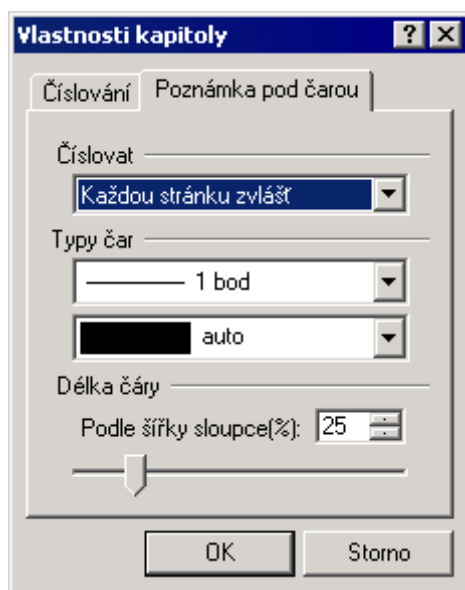 Vlastnosti kapitoly
Číslování Poznámka pod čarou
Číslovat
Každou stránku zvlášť
Typy čar
1 bod
auto
Délka čáry
Podle šířky sloupce(%): 25
OK Storno